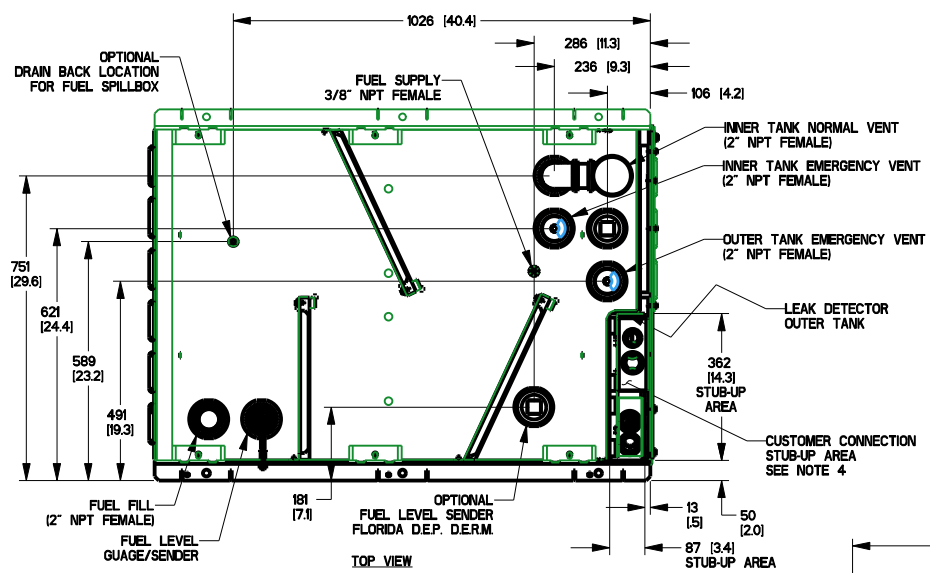 1026 [40.4]
286 [11.3]
236 [9.3]
106 [4.2]
OPTIONAL
DRAIN BACK LOCATION
FOR FUEL SPILLBOX
FUEL SUPPLY
3/8" NPT FEMALE
INNER TANK NORMAL VENT
(2" NPT FEMALE)
INNER TANK EMERGENCY VENT
(2" NPT FEMALE)
OUTER TANK EMERGENCY VENT
(2" NPT FEMALE)
LEAK DETECTOR
OUTER TANK
751
[29.6]
621
[24.4]
589
[23.2]
491
[19.3]
362
[14.3]
STUB-UP
AREA
CUSTOMER CONNECTION
STUB-UP AREA
SEE NOTE 4
181
[7.1]
FUEL FILL
(2" NPT FEMALE)
FUEL LEVEL
GUAGE/SENDER
OPTIONAL
FUEL LEVEL SENDER
FLORIDA D.E.P. D.E.R.M.
13
[.5]
50
[2.0]
87 [3.4]
STUB-UP AREA
TOP VIEW